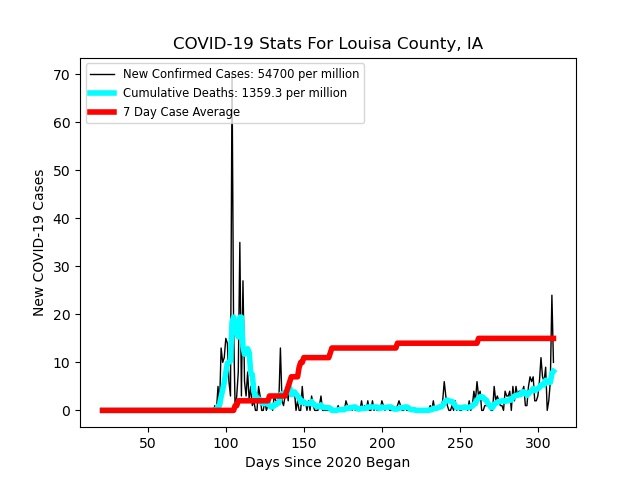 COVID-19 Stats For Louisa County, IA
New Confirmed Cases: 54700 per million
Cumulative Deaths: 1359.3 per million
7 Day Case Average
New COVID-19 Cases
70
60
50
40
30
20
10
0
50
100
150
200
250
300
Days Since 2020 Began